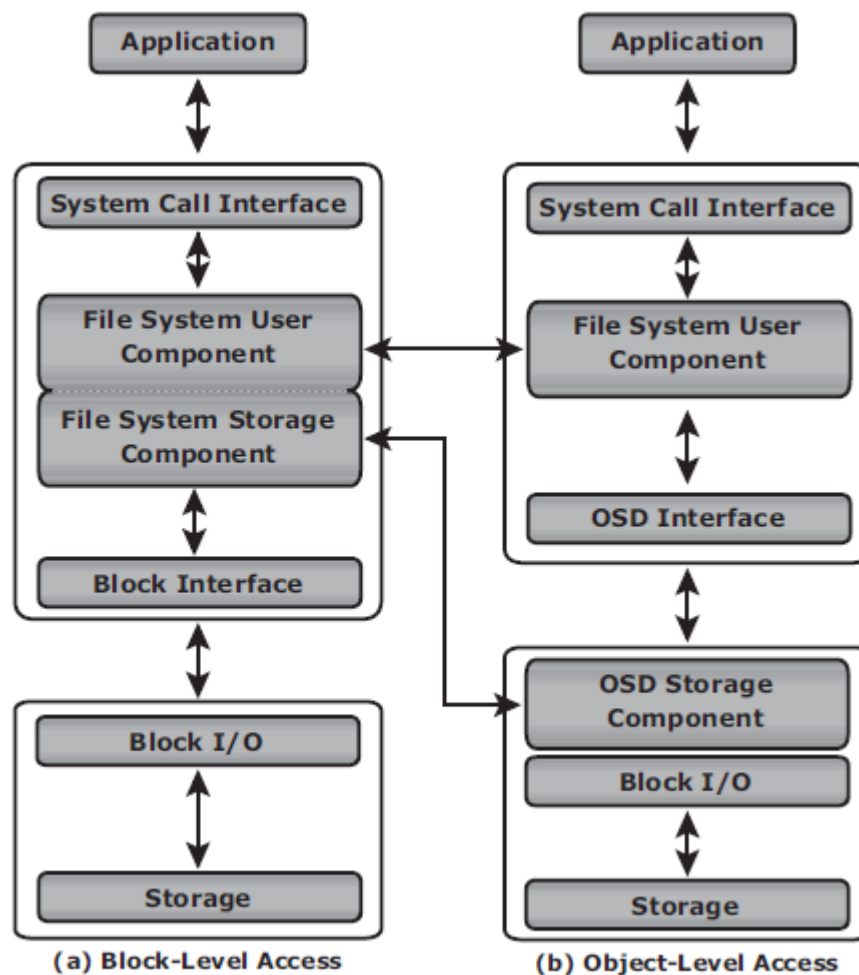 Application
System Call Interface
File System User
Component
File System Storage
Component
Block Interface
Block I/O
Storage
(a) Block-Level Access
Application
System Call Interface
File System User
Component
OSD Interface
OSD Storage
Component
Block I/O
Storage
(b) Object-Level Access